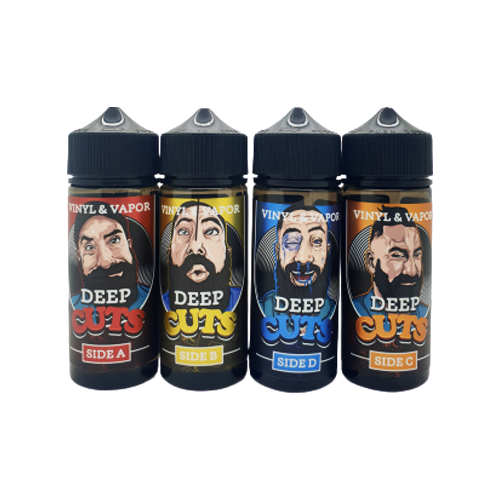 VINYL & VAPOR
DEEP
CUTS
SIDE A
VINYL & VAPOR
DEEP
CUTS
SIDE B
VINYL & VAPOR
DEEP
CUTS
SIDE D
VINYL & VAPOR
DEEP
CUTS
SIDE C